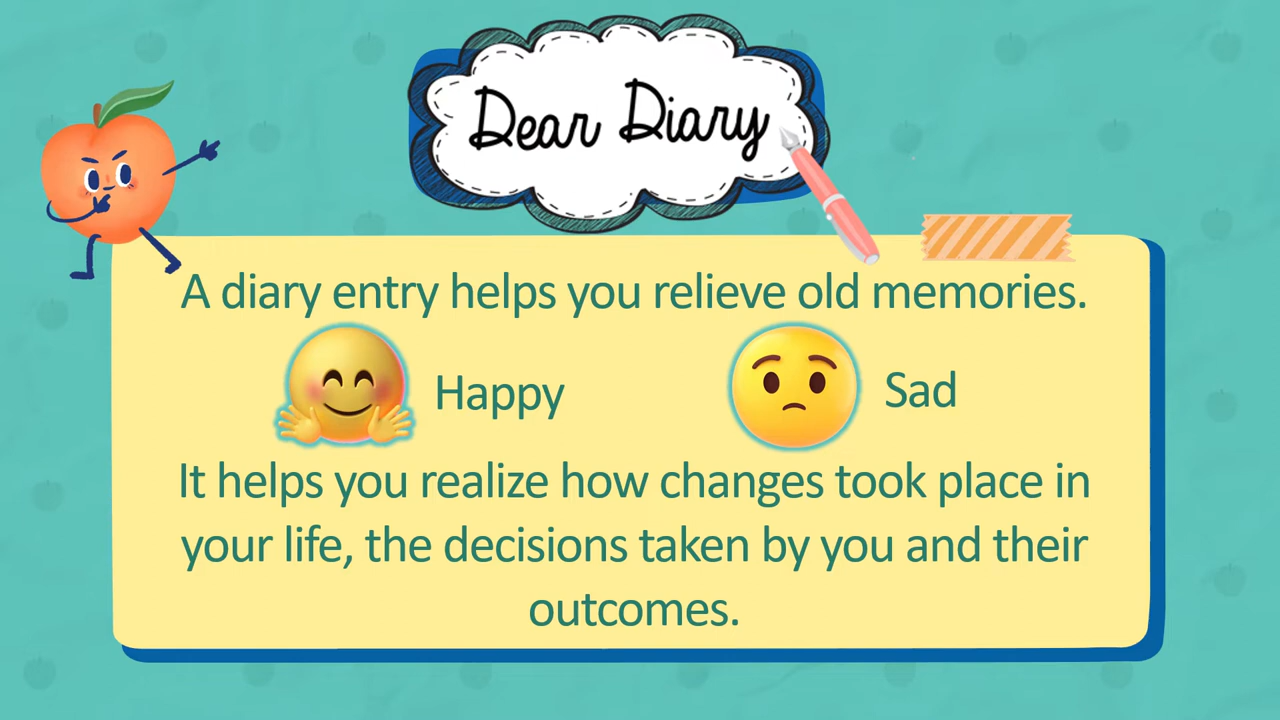 Dear Diary
A diary entry helps you relieve old memories.
Happy Sad
It helps you realize how changes took place in
your life, the decisions taken by you and their
outcomes.